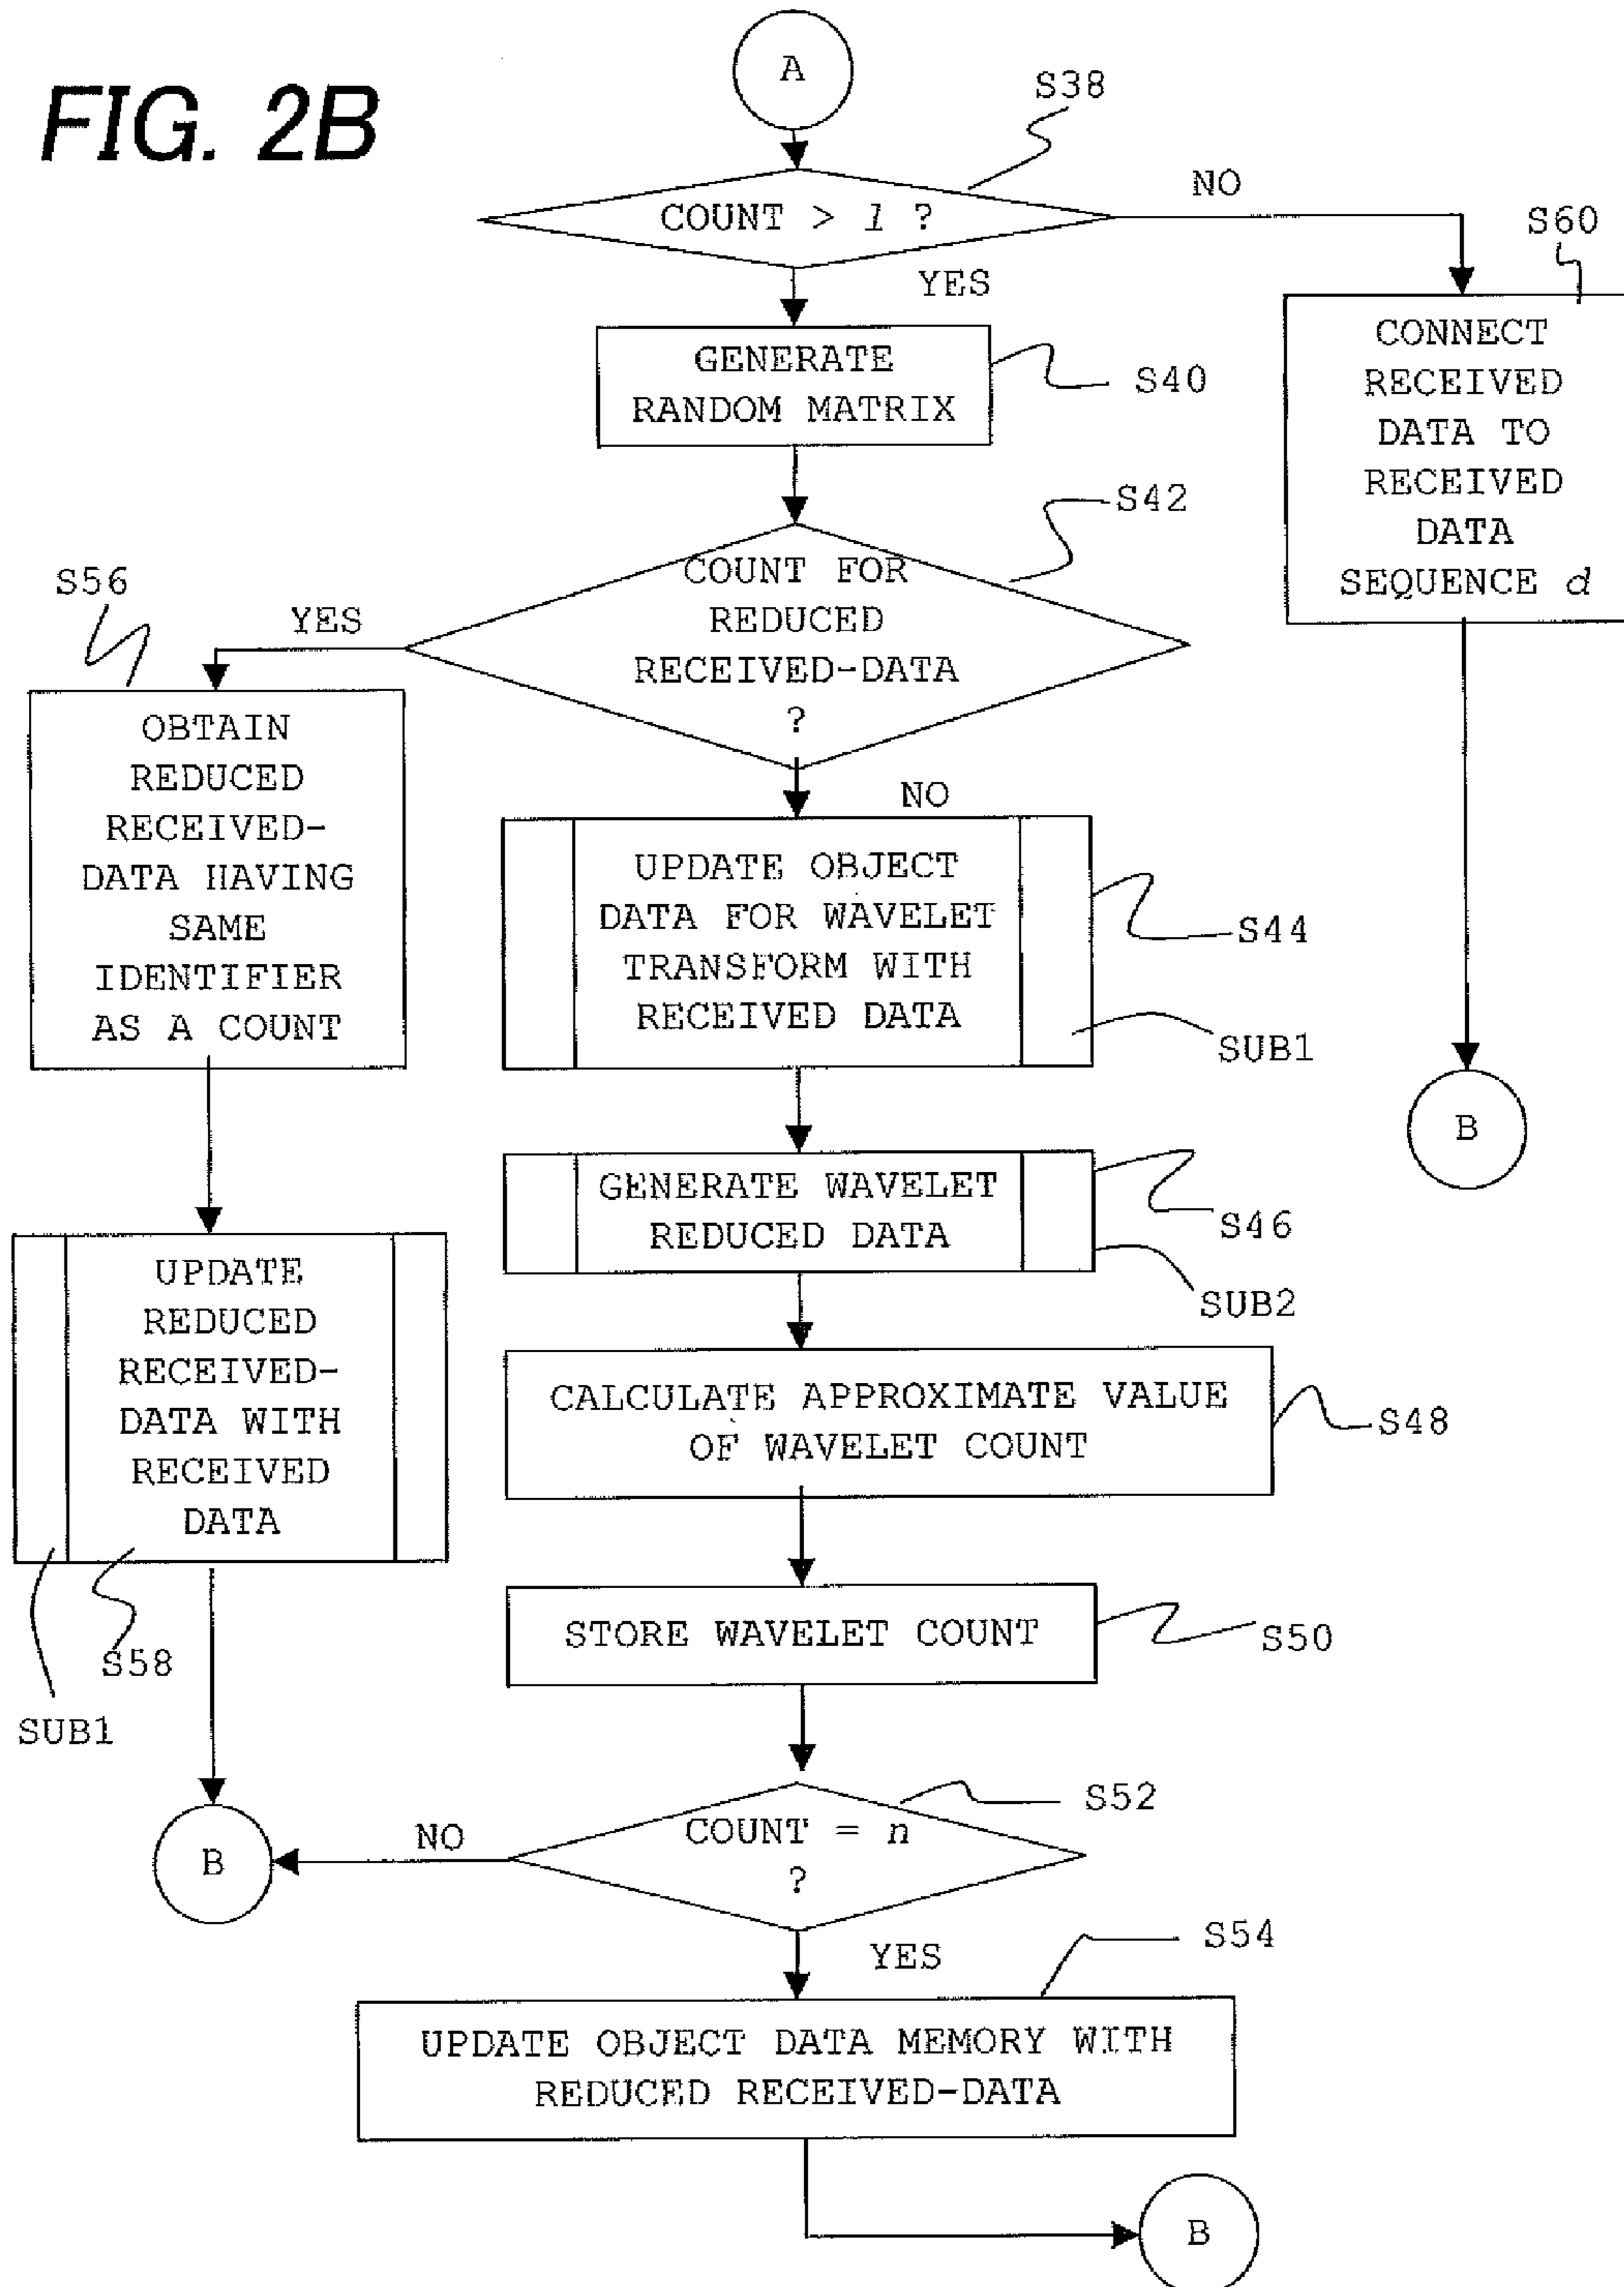 FIG. 2B
A
S38
COUNT > l ?
NO
YES
S60
CONNECT
RECEIVED
DATA TO
RECEIVED
DATA
SEQUENCE d
GENERATE
RANDOM MATRIX
S40
S42
COUNT FOR
REDUCED
RECEIVED-DATA
?
YES
NO
S56
OBTAIN
REDUCED
RECEIVED-
DATA HAVING
SAME
IDENTIFIER
AS A COUNT
UPDATE OBJECT
DATA FOR WAVELET
TRANSFORM WITH
RECEIVED DATA
S44
SUB1
B
GENERATE WAVELET
REDUCED DATA
S46
SUB2
UPDATE
REDUCED
RECEIVED-
DATA WITH
RECEIVED
DATA
S58
SUB1
CALCULATE APPROXIMATE VALUE
OF WAVELET COUNT
S48
STORE WAVELET COUNT
S50
COUNT = n
?
S52
NO
B
YES
S54
UPDATE OBJECT DATA MEMORY WITH
REDUCED RECEIVED-DATA
B